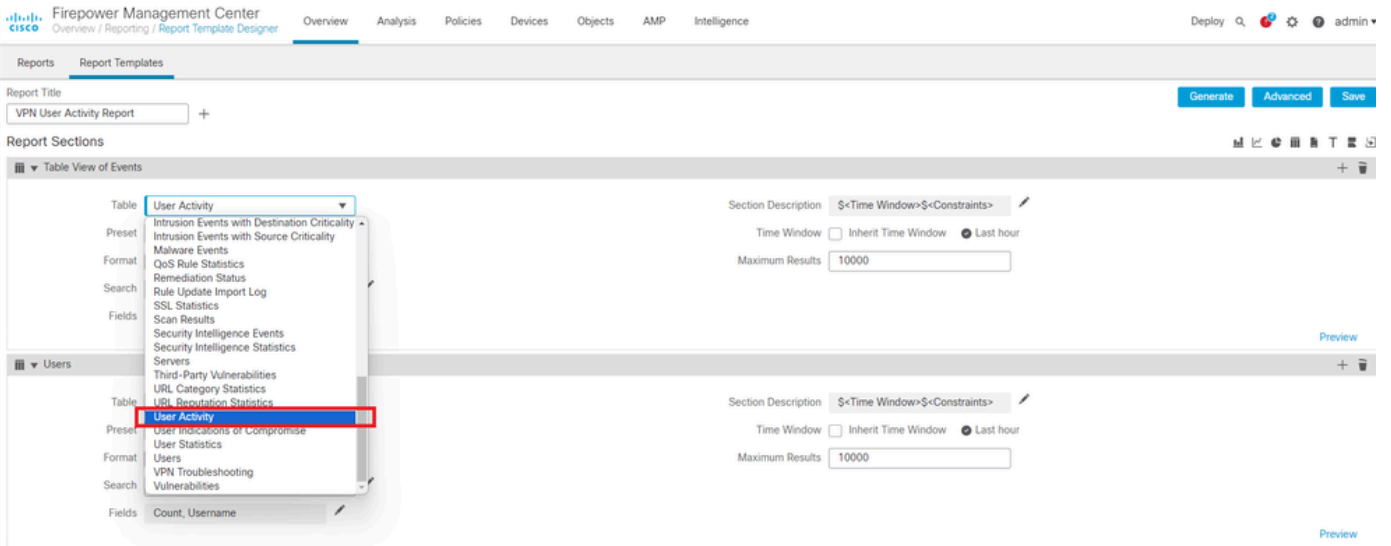 Firepower Management Center
CISCO Overview / Reporting / Report Template Designer
Overview Analysis Policies Devices Objects AMP Intelligence
Deploy admin
Reports Report Templates
Report Title
VPN User Activity Report
Generate Advanced Save
Report Sections
Table View of Events
Table User Activity
Section Description $<Time Window>$<Constraints>
Preset
Time Window Inherit Time Window Last hour
Format
Maximum Results 10000
Search
Fields
Intrusion Events with Destination Criticality
Intrusion Events with Source Criticality
Malware Events
QoS Rule Statistics
Remediation Status
Rule Update Import Log
SSL Statistics
Scan Results
Security Intelligence Events
Security Intelligence Statistics
Servers
Third-Party Vulnerabilities
URL Category Statistics
URL Reputation Statistics
User Activity
User Indications of Compromise
User Statistics
Users
VPN Troubleshooting
Vulnerabilities
Preview
Users
Table
Section Description $<Time Window>$<Constraints>
Preset
Time Window Inherit Time Window Last hour
Format
Maximum Results 10000
Search
Fields Count, Username
Preview